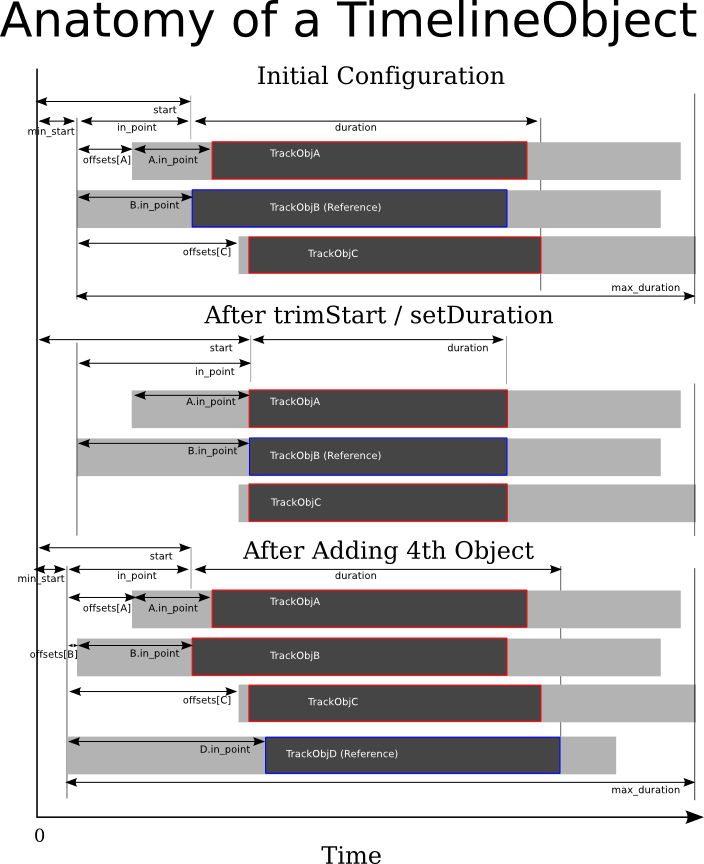 Anatomy of a TimelineObject
Initial Configuration
start
min_start
in_point
duration
offsets[A]
A.in_point
TrackObjA
B.in_point
TrackObjB (Reference)
offsets[C]
TrackObjC
max_duration
After trimStart / setDuration
start
duration
in_point
A.in_point
TrackObjA
B.in_point
TrackObjB (Reference)
TrackObjC
After Adding 4th Object
start
min_start
in_point
duration
offsets[A]
A.in_point
TrackObjA
offsets[B]
B.in_point
TrackObjB
offsets[C]
TrackObjC
D.in_point
TrackObjD (Reference)
max_duration
0
Time